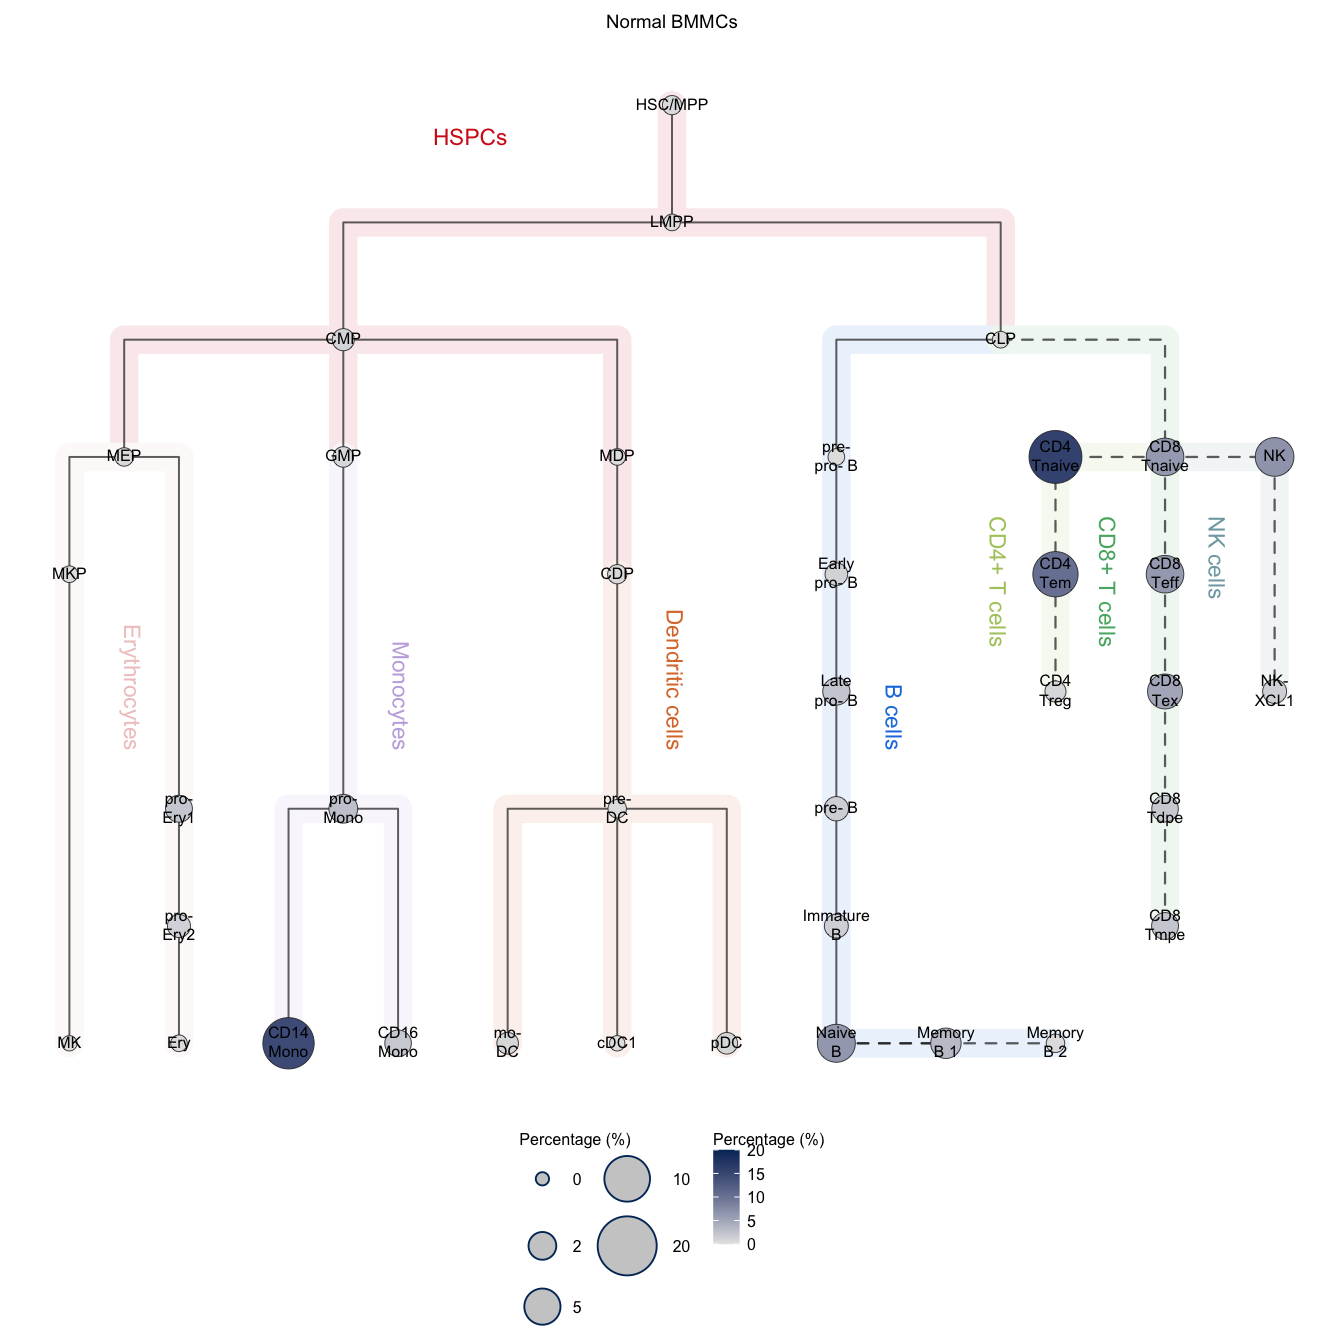 Normal BMMCs
HSC/MPP
HSPCs
LMPP
CMP
CLP
MEP
GMP
MDP
pre-
pro- B
CD4
Tnaive
CD8
Tnaive
NK
MKP
CDP
Early
pro- B
CD4
Tem
CD8
Teff
CD4+ T cells
CD8+ T cells
NK cells
Erythrocytes
Monocytes
Dendritic cells
Late
pro- B
B cells
CD4
Treg
CD8
Tex
NK-
XCL1
pro-
Ery1
pro-
Mono
pre-
DC
pre- B
CD8
Tdpe
pro-
Ery2
Immature
B
CD8
Tmpe
MK
Ery
CD14
Mono
CD16
Mono
mo-
DC
cDC1
pDC
Naive
B
Memory
B 1
Memory
B 2
Percentage (%)
0
10
2
20
5
Percentage (%)
20
15
10
5
0